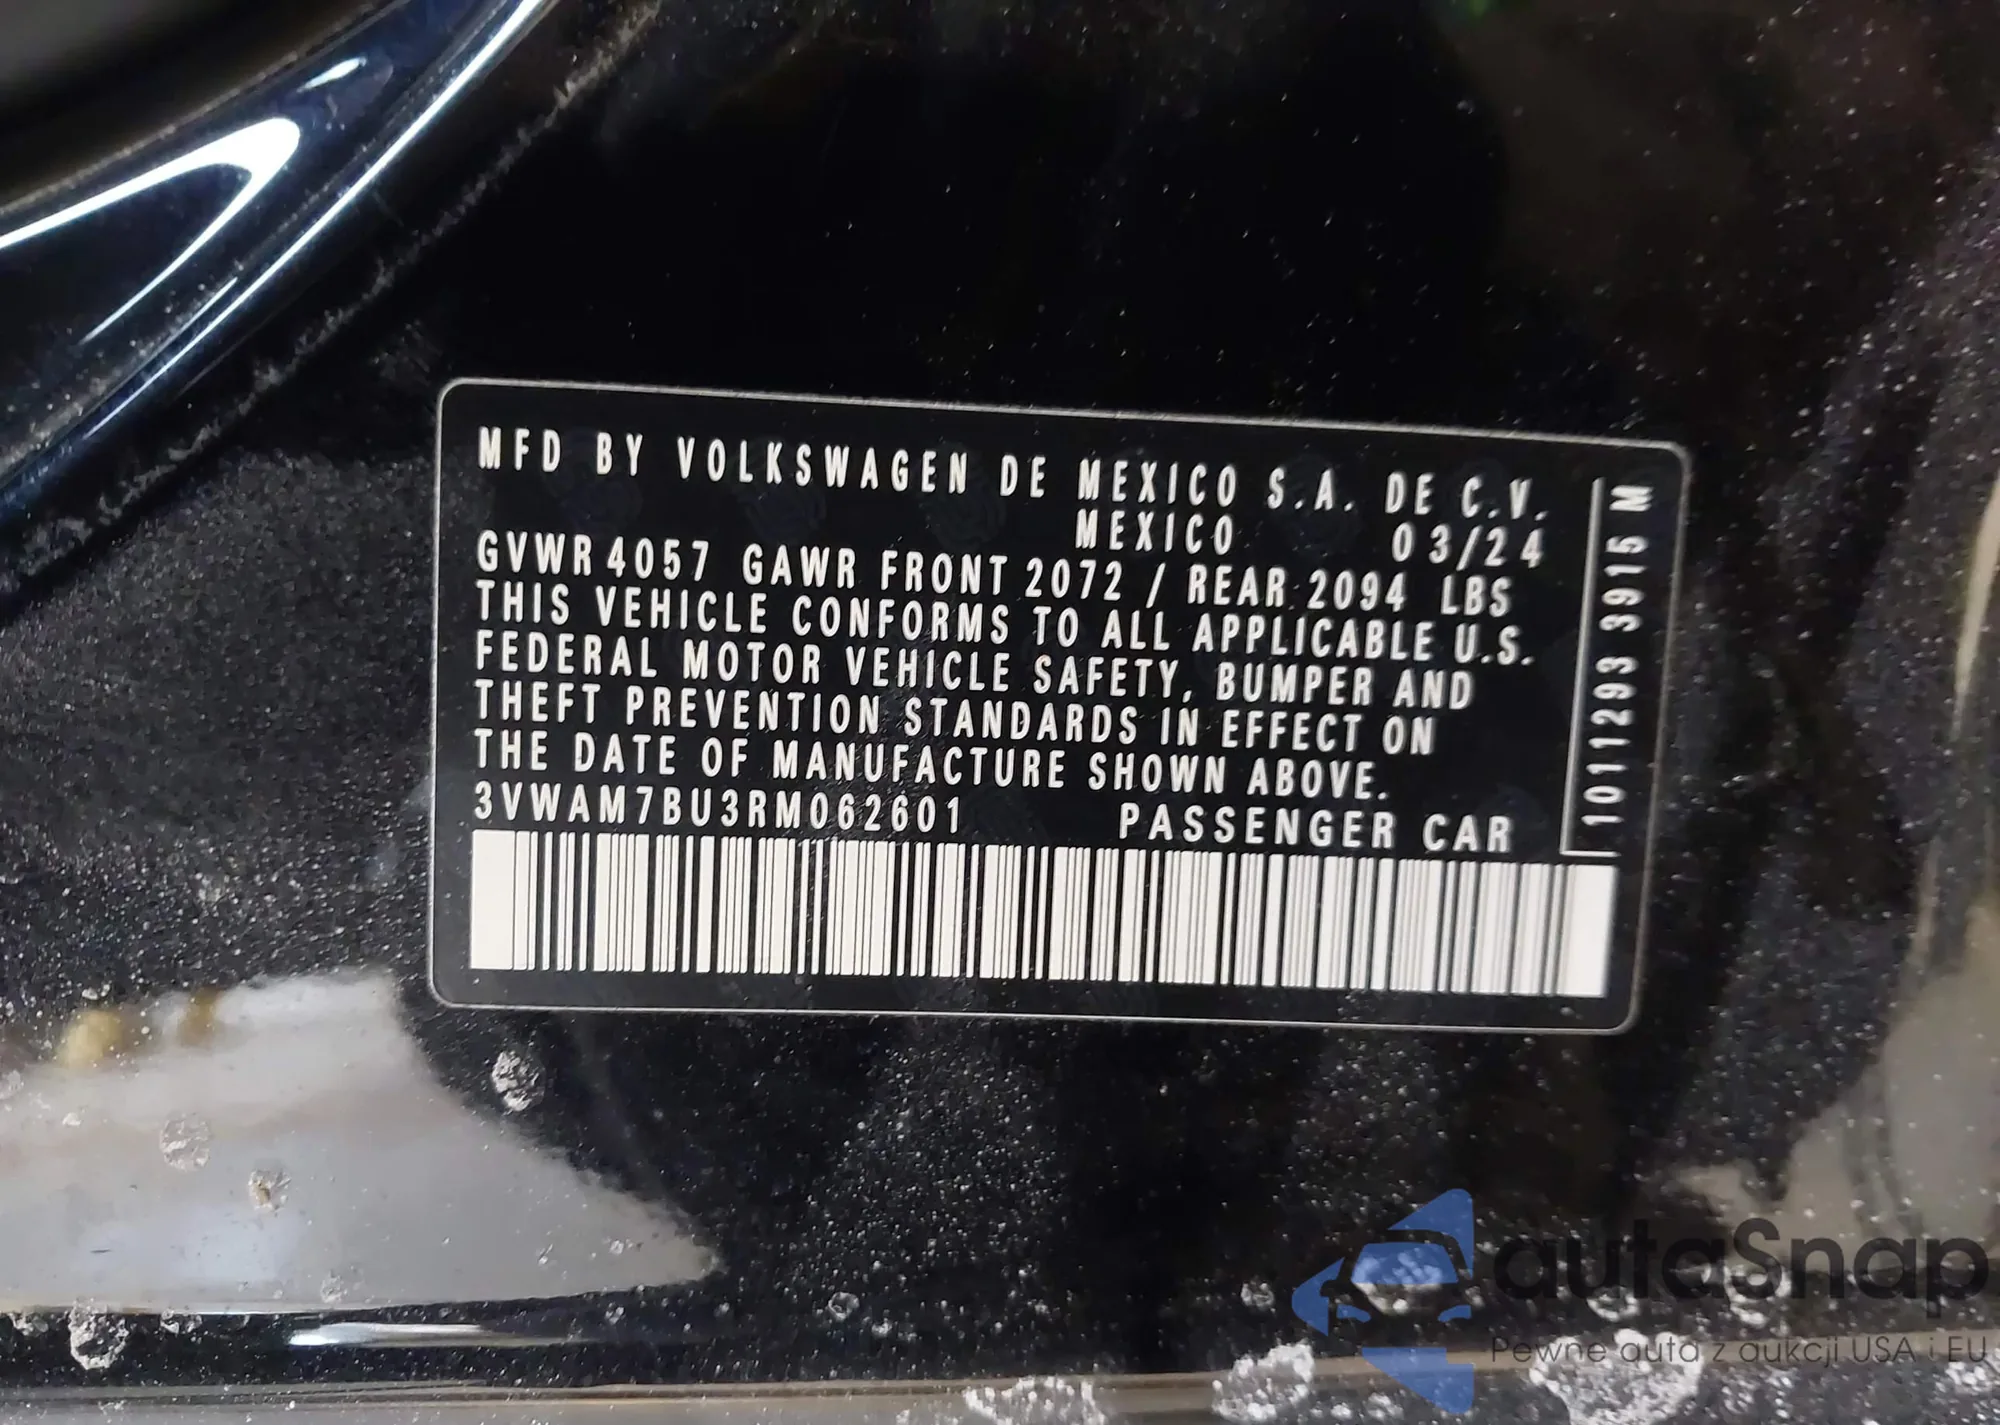 MFD BY VOLKSWAGEN DE MEXICO S.A. DE C.V.
MEXICO 03/24
GVWR 4057 GAWR FRONT 2072 / REAR 2094 LBS
THIS VEHICLE CONFORMS TO ALL APPLICABLE U.S.
FEDERAL MOTOR VEHICLE SAFETY, BUMPER AND
THEFT PREVENTION STANDARDS IN EFFECT ON
THE DATE OF MANUFACTURE SHOWN ABOVE.
3VWAM7BU3RM062601 PASSENGER CAR
1011293 3915 M
autaSnap
Pewne auta z aukcji USA i EU